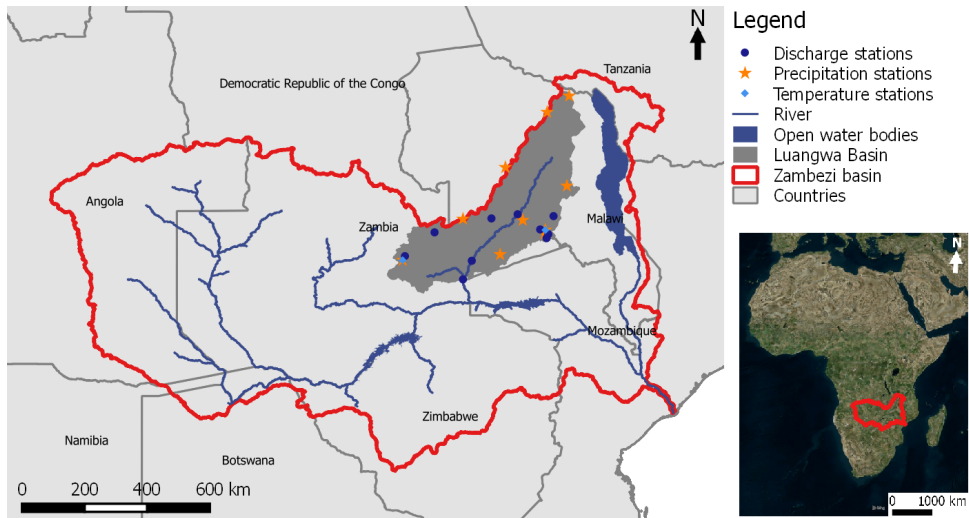 N
Tanzania
Democratic Republic of the Congo
Angola
Zambia
Malawi
Mozambique
Zimbabwe
Namibia
Botswana
0 200 400 600 km
Legend
Discharge stations
Precipitation stations
Temperature stations
River
Open water bodies
Luangwa Basin
Zambezi basin
Countries
N
0 1000 km